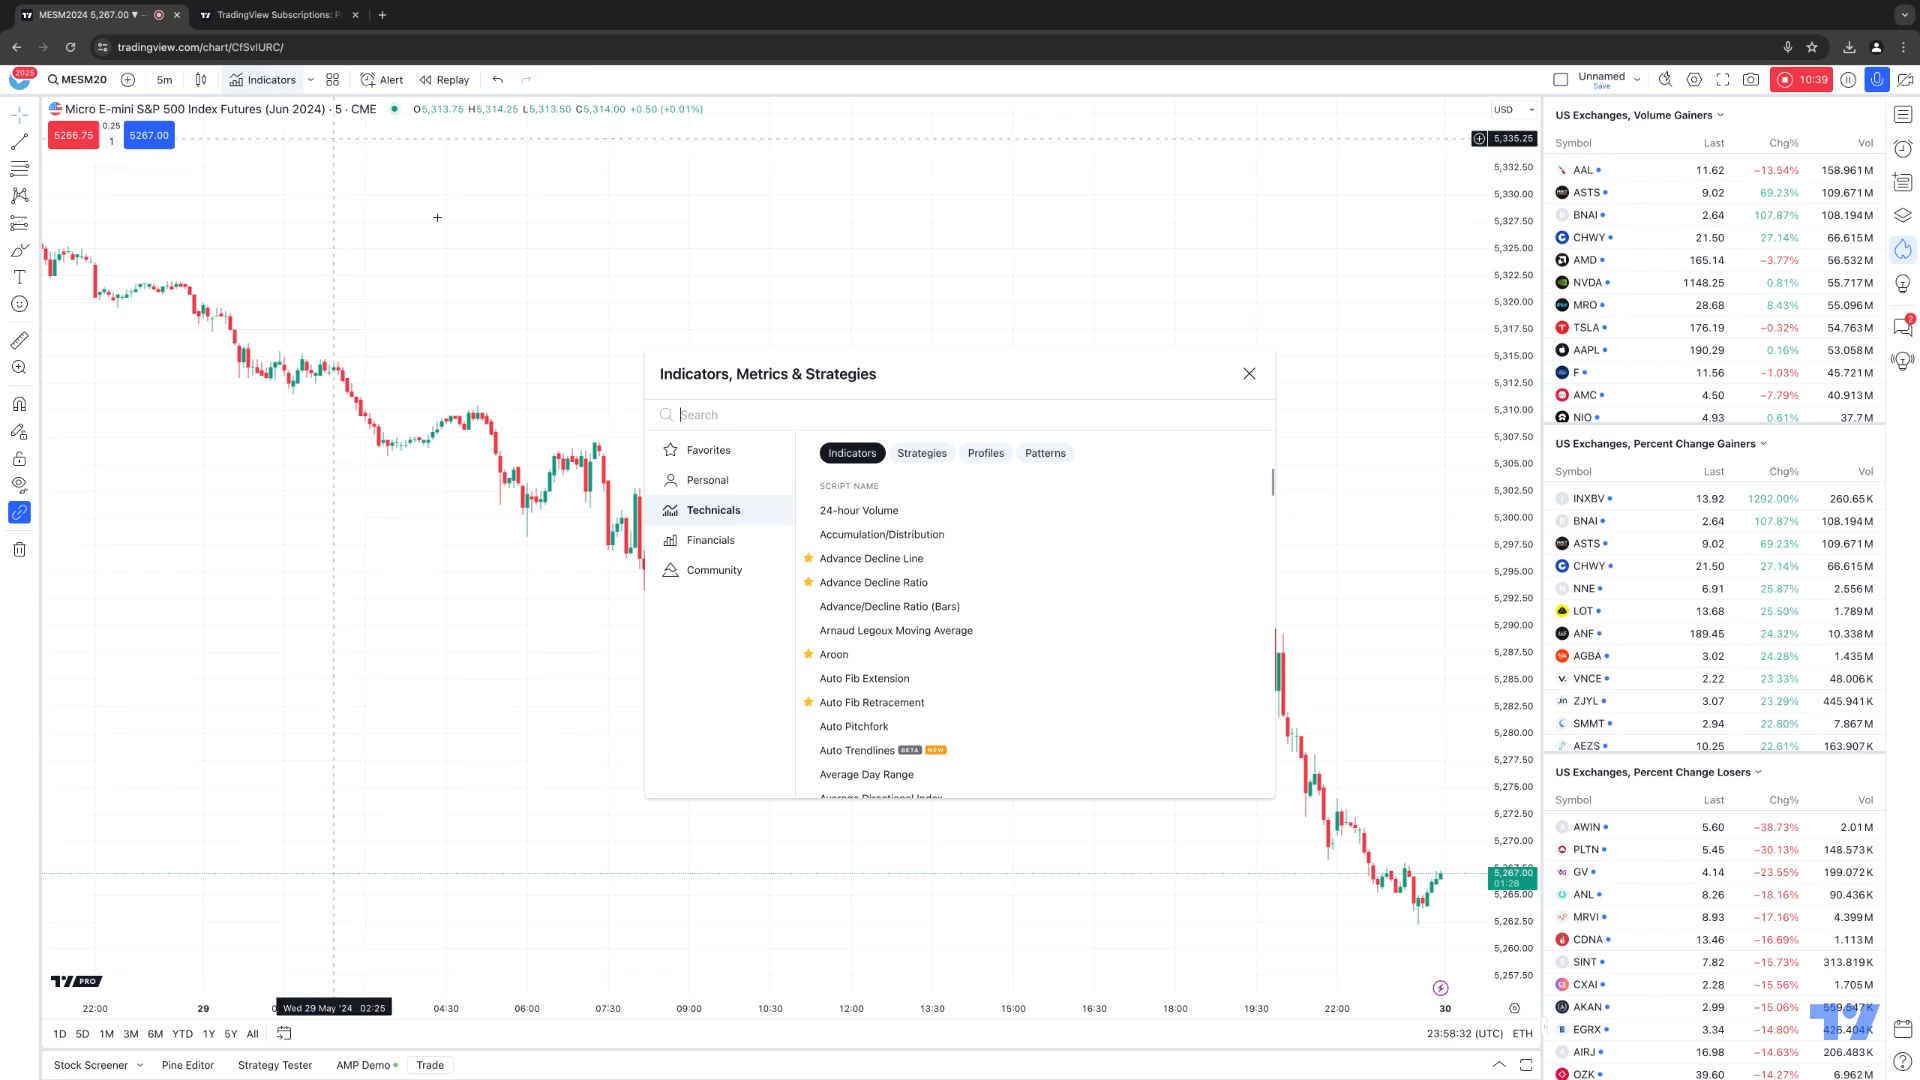 MESM2024 5,267.00 ▼ –
TradingView Subscriptions: P
tradingview.com/chart/CfSvIURC/
2025
MESM20
5m
Indicators
Alert
Replay
Unnamed
Save
10:39
Micro E-mini S&P 500 Index Futures (Jun 2024) · 5 · CME
O5,313.75 H5,314.25 L5,313.50 C5,314.00 +0.50 (+0.01%)
5266.75
0.25
1
5267.00
USD
5,335.25
5,332.50
5,330.00
5,327.50
5,325.00
5,322.50
5,320.00
5,317.50
5,315.00
5,312.50
5,310.00
5,307.50
5,305.00
5,302.50
5,300.00
5,297.50
5,295.00
5,292.50
5,290.00
5,287.50
5,285.00
5,282.50
5,280.00
5,277.50
5,275.00
5,272.50
5,270.00
5,267.50
5,267.00
01:28
5,265.00
5,262.50
5,260.00
5,257.50
Indicators, Metrics & Strategies
Search
Favorites
Personal
Technicals
Financials
Community
Indicators
Strategies
Profiles
Patterns
SCRIPT NAME
24-hour Volume
Accumulation/Distribution
Advance Decline Line
Advance Decline Ratio
Advance/Decline Ratio (Bars)
Arnaud Legoux Moving Average
Aroon
Auto Fib Extension
Auto Fib Retracement
Auto Pitchfork
Auto Trendlines BETA NEW
Average Day Range
Average Directional Index
PRO
22:00
29
Wed 29 May '24 02:25
04:30
06:00
07:30
09:00
10:30
12:00
13:30
15:00
16:30
18:00
19:30
22:00
30
1D 5D 1M 3M 6M YTD 1Y 5Y All
23:58:32 (UTC) ETH
Stock Screener
Pine Editor
Strategy Tester
AMP Demo
Trade
US Exchanges, Volume Gainers
Symbol Last Chg% Vol
AAL 11.62 −13.54% 158.961M
ASTS 9.02 69.23% 109.671M
BNAI 2.64 107.87% 108.194M
CHWY 21.50 27.14% 66.615M
AMD 165.14 −3.77% 56.532M
NVDA 1148.25 0.81% 55.717M
MRO 28.68 8.43% 55.096M
TSLA 176.19 −0.32% 54.763M
AAPL 190.29 0.16% 53.058M
F 11.56 −1.03% 45.721M
AMC 4.50 −7.79% 40.913M
NIO 4.93 0.61% 37.7M
US Exchanges, Percent Change Gainers
Symbol Last Chg% Vol
INXBV 13.92 1292.00% 260.65K
BNAI 2.64 107.87% 108.194M
ASTS 9.02 69.23% 109.671M
CHWY 21.50 27.14% 66.615M
NNE 6.91 25.87% 2.556M
LOT 13.68 25.50% 1.789M
ANF 189.45 24.32% 10.338M
AGBA 3.02 24.28% 1.435M
VNCE 2.22 23.33% 48.006K
ZJYL 3.07 23.29% 445.941K
SMMT 2.94 22.80% 7.867M
AEZS 10.25 22.61% 163.907K
US Exchanges, Percent Change Losers
Symbol Last Chg% Vol
AWIN 5.60 −38.73% 2.01M
PLTN 5.45 −30.13% 148.573K
GV 4.14 −23.55% 199.072K
ANL 8.26 −18.16% 90.436K
MRVI 8.93 −17.16% 4.399M
CDNA 13.46 −16.69% 1.113M
SINT 7.82 −15.73% 313.819K
CXAI 2.28 −15.56% 1.705M
AKAN 2.99 −15.06% 559.547K
EGRX 3.34 −14.80% 426.404K
AIRJ 16.98 −14.63% 206.483K
OZK 39.60 −14.27% 6.962M
2